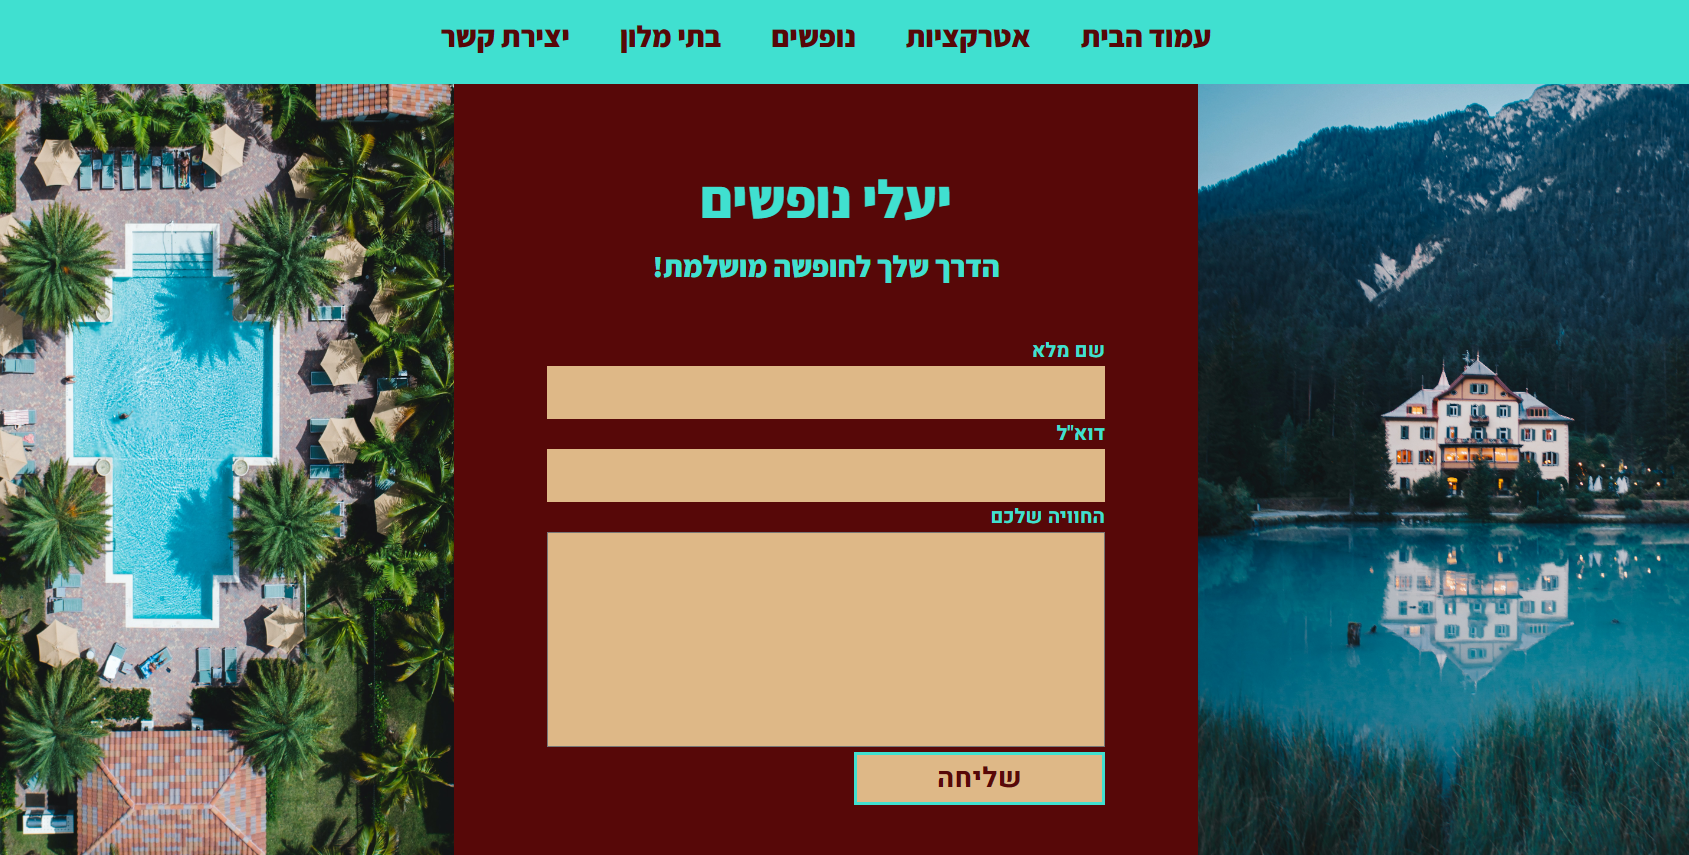 עמוד הבית אטרקציות נופשים בתי מלון יצירת קשר
יעלי נופשים
הדרך שלך לחופשה מושלמת!
שם מלא
דוא"ל
החוויה שלכם
שליחה